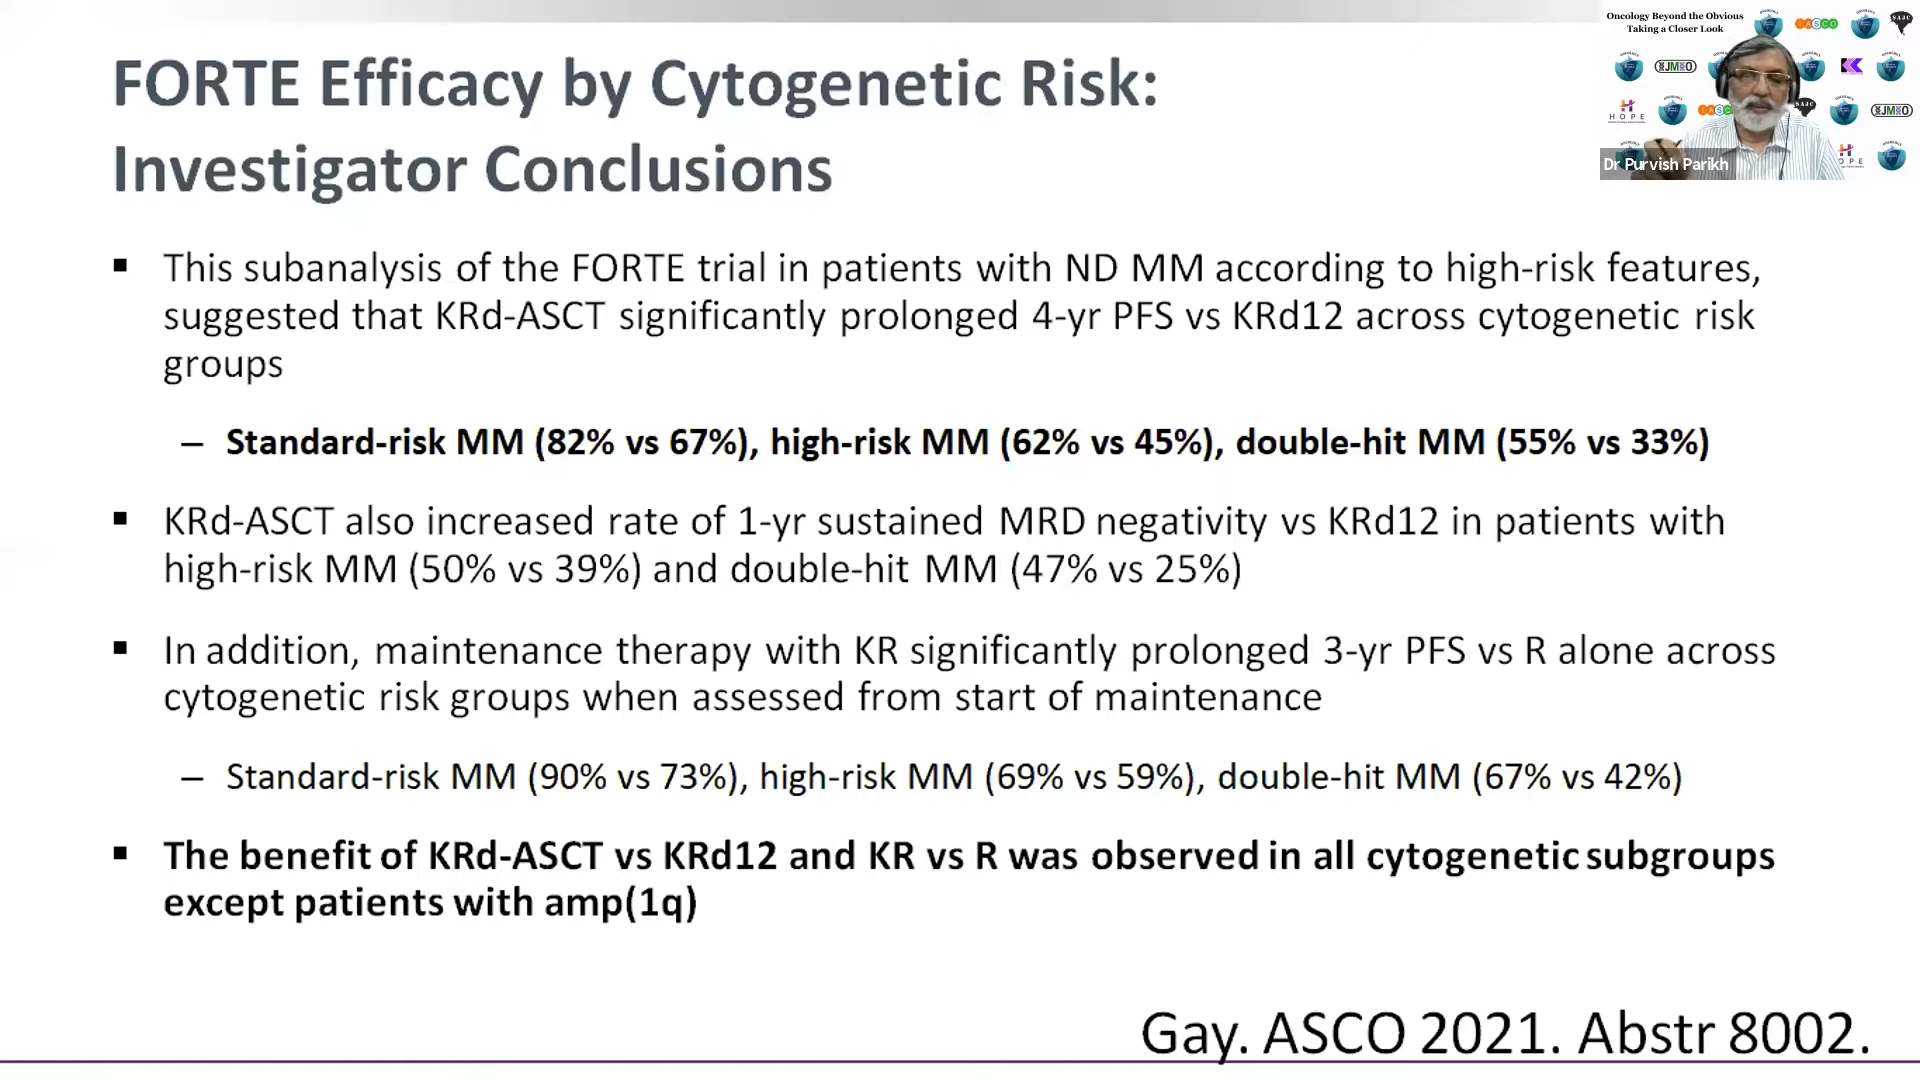 FORTE Efficacy by Cytogenetic Risk:
Investigator Conclusions
Oncology Beyond the Obvious
Taking a Closer Look
IASCO
SAJC
IJMIO
HOPE
SAJC
IJMIO
OPE
Dr Purvish Parikh
▪ This subanalysis of the FORTE trial in patients with ND MM according to high-risk features,
suggested that KRd-ASCT significantly prolonged 4-yr PFS vs KRd12 across cytogenetic risk
groups
– Standard-risk MM (82% vs 67%), high-risk MM (62% vs 45%), double-hit MM (55% vs 33%)
▪ KRd-ASCT also increased rate of 1-yr sustained MRD negativity vs KRd12 in patients with
high-risk MM (50% vs 39%) and double-hit MM (47% vs 25%)
▪ In addition, maintenance therapy with KR significantly prolonged 3-yr PFS vs R alone across
cytogenetic risk groups when assessed from start of maintenance
– Standard-risk MM (90% vs 73%), high-risk MM (69% vs 59%), double-hit MM (67% vs 42%)
▪ The benefit of KRd-ASCT vs KRd12 and KR vs R was observed in all cytogenetic subgroups
except patients with amp(1q)
Gay. ASCO 2021. Abstr 8002.